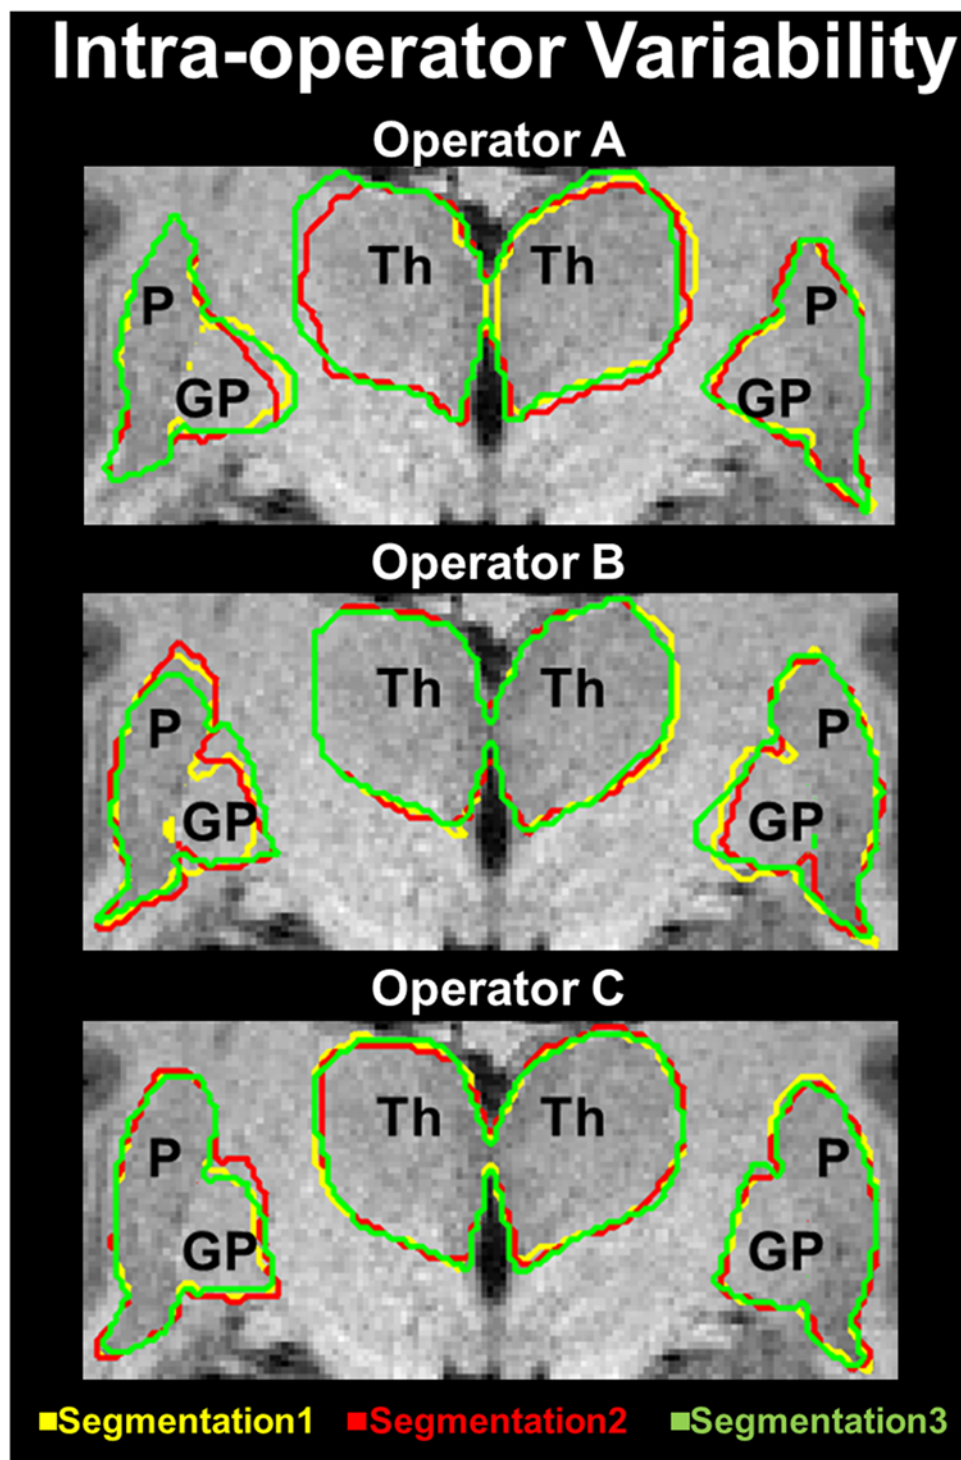 Intra-operator Variability
Operator A
Th Th
P P
GP GP
Operator B
Th Th
P P
GP GP
Operator C
Th Th
P P
GP GP
Segmentation1 Segmentation2 Segmentation3